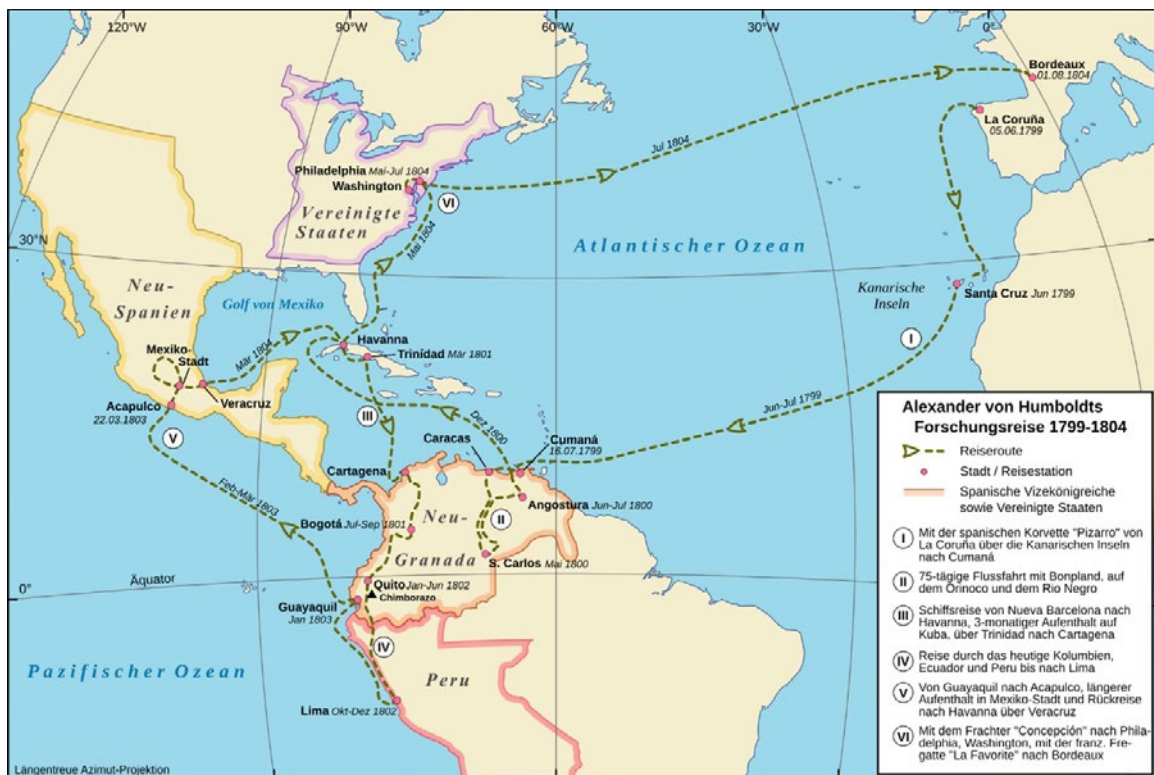 120°W
90°W
60°W
30°W
0°
Bordeaux
01.08.1804
La Coruña
05.06.1799
Jul 1804
Philadelphia Mai-Jul 1804
Washington
VI
Vereinigte
Staaten
Mai 1804
Atlantischer Ozean
30°N
Neu-
Spanien
Golf von Mexiko
Kanarische
Inseln
Santa Cruz Jun 1799
I
Havanna
Trinidad Mär 1801
Mär 1804
Mexiko-
Stadt
Veracruz
Acapulco
22.03.1803
V
III
Jun-Jul 1799
Dez 1800
Caracas
Cumaná
16.07.1799
Cartagena
Angostura Jun-Jul 1800
II
Feb-Mär 1803
Bogotá Jul-Sep 1801
Neu-
Granada
S. Carlos Mai 1800
0°
Äquator
Quito Jan-Jun 1802
Chimborazo
Guayaquil
Jan 1803
IV
Pazifischer Ozean
Peru
Lima Okt-Dez 1802
Längentreue Azimut-Projektion
Alexander von Humboldts
Forschungsreise 1799-1804
Reiseroute
Stadt / Reisestation
Spanische Vizekönigreiche
sowie Vereinigte Staaten
I Mit der spanischen Korvette "Pizarro" von
La Coruña über die Kanarischen Inseln
nach Cumaná
II 75-tägige Flussfahrt mit Bonpland, auf
dem Orinoco und dem Rio Negro
III Schiffsreise von Nueva Barcelona nach
Havanna, 3-monatiger Aufenthalt auf
Kuba, über Trinidad nach Cartagena
IV Reise durch das heutige Kolumbien,
Ecuador und Peru bis nach Lima
V Von Guayaquil nach Acapulco, längerer
Aufenthalt in Mexiko-Stadt und Rückreise
nach Havanna über Veracruz
VI Mit dem Frachter "Concepción" nach Phila-
delphia, Washington, mit der franz. Fre-
gatte "La Favorite" nach Bordeaux